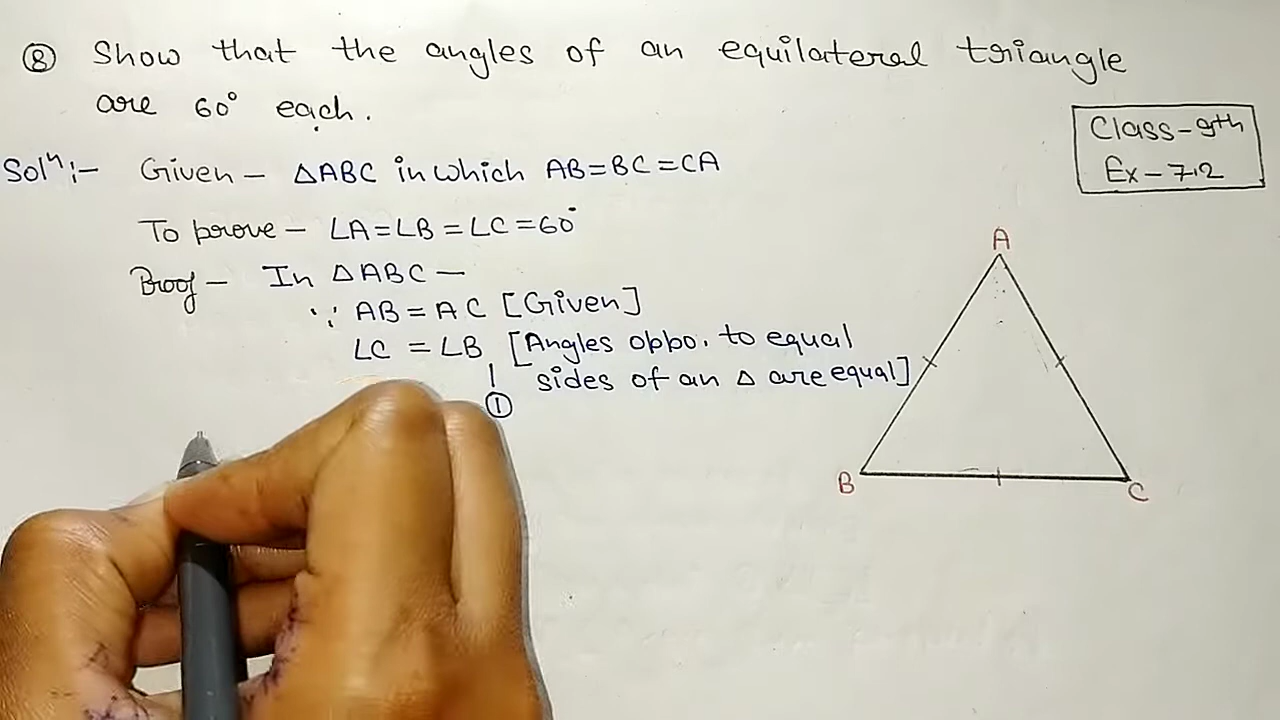 ⑧ Show that the angles of an equilateral triangle
are 60° each.
Class-9th
Ex-7.2
Solⁿ:- Given - △ABC in which AB=BC=CA
To prove - ∠A=∠B=∠C=60°
Proof - In △ABC -
∵ AB=AC [Given]
∠C = ∠B [Angles oppo. to equal
sides of an △ are equal]
①
A
B
C